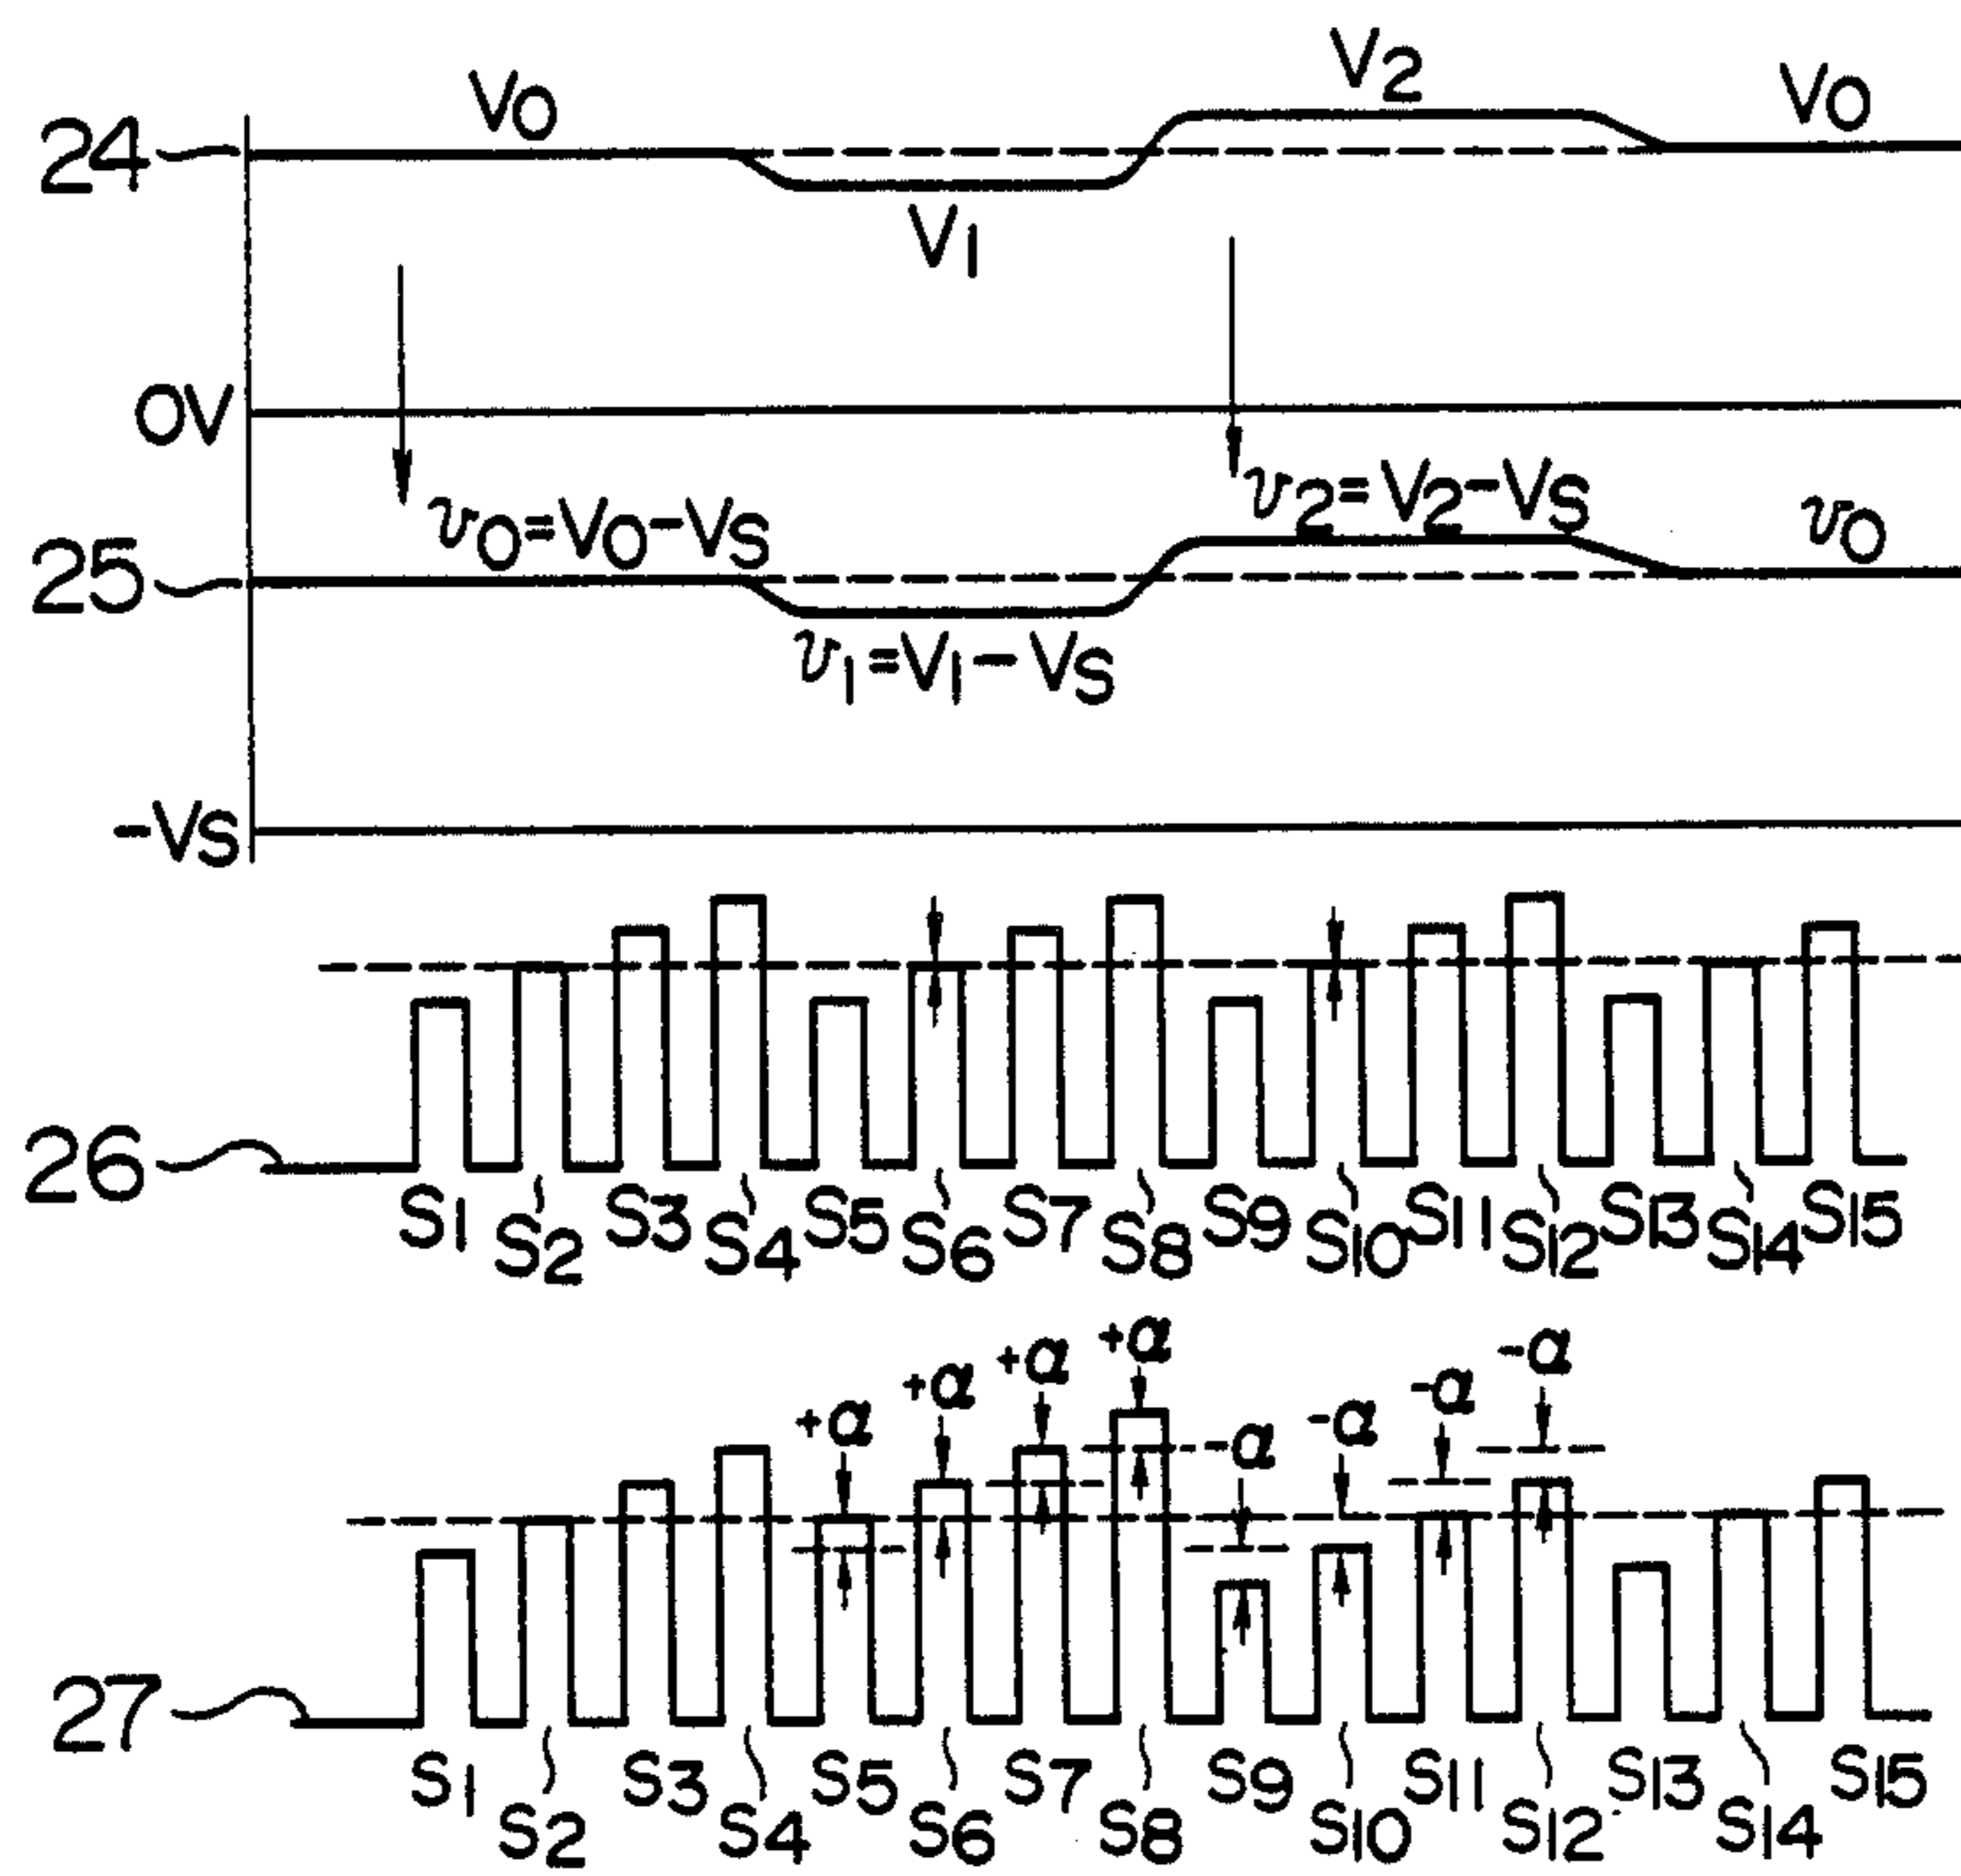 V2
V0 V0
24
V1
0V
v0=V0-VS v2=V2-VS v0
25
v1=V1-VS
-VS
26
S1 S2 S3 S4 S5 S6 S7 S8 S9 S10 S11 S12 S13 S14 S15
+α +α +α +α -α -α -α -α
27
S1 S2 S3 S4 S5 S6 S7 S8 S9 S10 S11 S12 S13 S14 S15